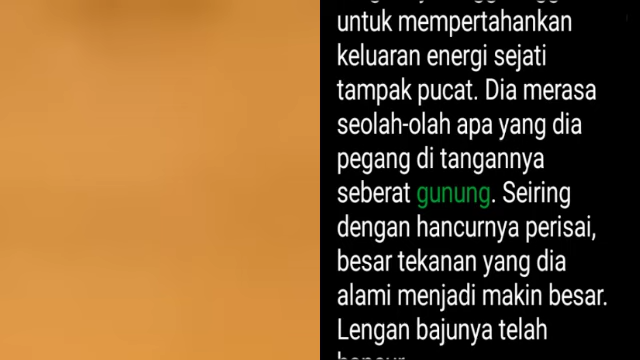 untuk mempertahankan
keluaran energi sejati
tampak pucat. Dia merasa
seolah-olah apa yang dia
pegang di tangannya
seberat gunung. Seiring
dengan hancurnya perisai,
besar tekanan yang dia
alami menjadi makin besar.
Lengan bajunya telah